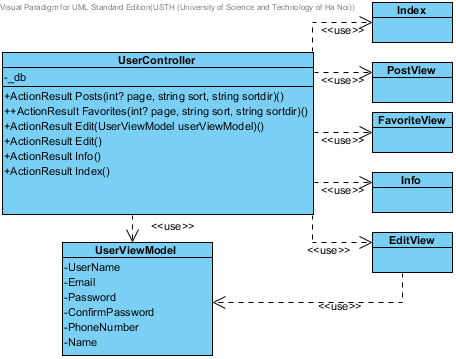 Visual Paradigm for UML Standard Edition(USTH (University of Science and Technology of Ha Noi))
Index
<<use>>
UserController
-_db
+ActionResult Posts(int? page, string sort, string sortdir)()
++ActionResult Favorites(int? page, string sort, string sortdir)()
+ActionResult Edit(UserViewModel userViewModel)()
+ActionResult Edit()
+ActionResult Info()
+ActionResult Index()
<<use>>
PostView
<<use>>
FavoriteView
<<use>>
Info
<<use>>
EditView
<<use>>
UserViewModel
-UserName
-Email
-Password
-ConfirmPassword
-PhoneNumber
-Name
<<use>>